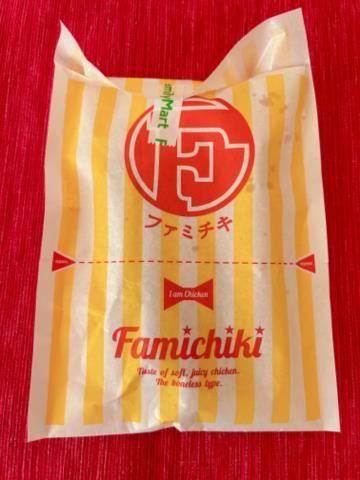 FamilyMart F
F
ファミチキ
I am Chicken
Famichiki
Taste of soft, juicy chicken.
The boneless type.